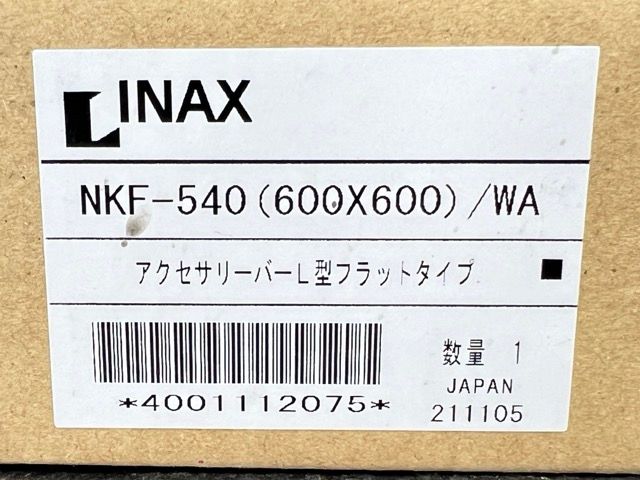 INAX
NKF-540(600X600)/WA
アクセサリーバーL型フラットタイプ ■
数量 1
JAPAN
*4001112075* 211105